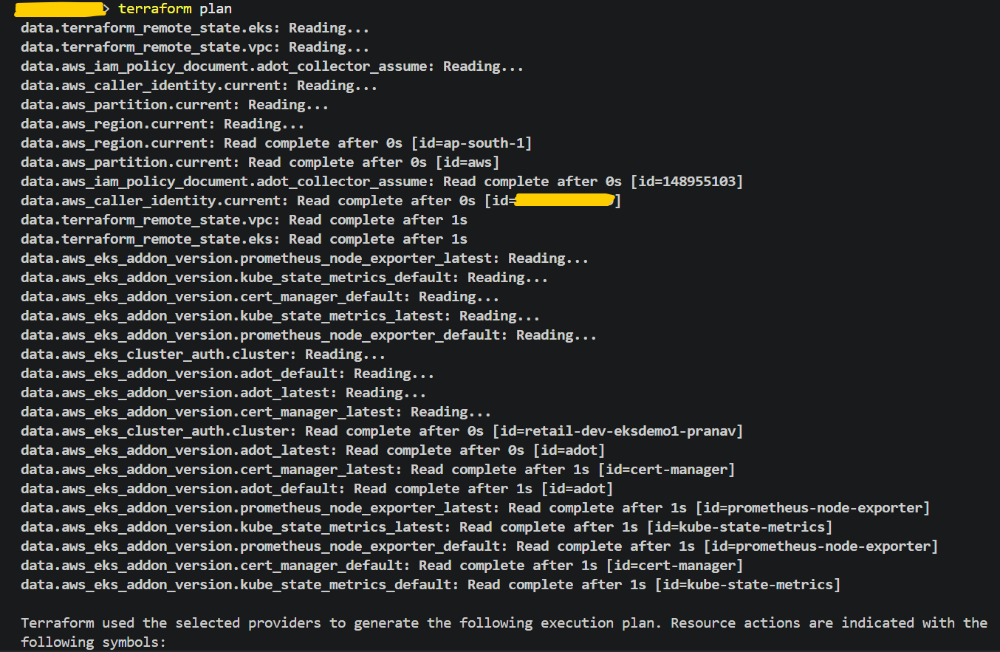 > terraform plan
data.terraform_remote_state.eks: Reading...
data.terraform_remote_state.vpc: Reading...
data.aws_iam_policy_document.adot_collector_assume: Reading...
data.aws_caller_identity.current: Reading...
data.aws_partition.current: Reading...
data.aws_region.current: Reading...
data.aws_region.current: Read complete after 0s [id=ap-south-1]
data.aws_partition.current: Read complete after 0s [id=aws]
data.aws_iam_policy_document.adot_collector_assume: Read complete after 0s [id=148955103]
data.aws_caller_identity.current: Read complete after 0s [id=]
data.terraform_remote_state.vpc: Read complete after 1s
data.terraform_remote_state.eks: Read complete after 1s
data.aws_eks_addon_version.prometheus_node_exporter_latest: Reading...
data.aws_eks_addon_version.kube_state_metrics_default: Reading...
data.aws_eks_addon_version.cert_manager_default: Reading...
data.aws_eks_addon_version.kube_state_metrics_latest: Reading...
data.aws_eks_addon_version.prometheus_node_exporter_default: Reading...
data.aws_eks_cluster_auth.cluster: Reading...
data.aws_eks_addon_version.adot_default: Reading...
data.aws_eks_addon_version.adot_latest: Reading...
data.aws_eks_addon_version.cert_manager_latest: Reading...
data.aws_eks_cluster_auth.cluster: Read complete after 0s [id=retail-dev-eksdemo1-pranav]
data.aws_eks_addon_version.adot_latest: Read complete after 0s [id=adot]
data.aws_eks_addon_version.cert_manager_latest: Read complete after 1s [id=cert-manager]
data.aws_eks_addon_version.adot_default: Read complete after 1s [id=adot]
data.aws_eks_addon_version.prometheus_node_exporter_latest: Read complete after 1s [id=prometheus-node-exporter]
data.aws_eks_addon_version.kube_state_metrics_latest: Read complete after 1s [id=kube-state-metrics]
data.aws_eks_addon_version.prometheus_node_exporter_default: Read complete after 1s [id=prometheus-node-exporter]
data.aws_eks_addon_version.cert_manager_default: Read complete after 1s [id=cert-manager]
data.aws_eks_addon_version.kube_state_metrics_default: Read complete after 1s [id=kube-state-metrics]
Terraform used the selected providers to generate the following execution plan. Resource actions are indicated with the
following symbols: